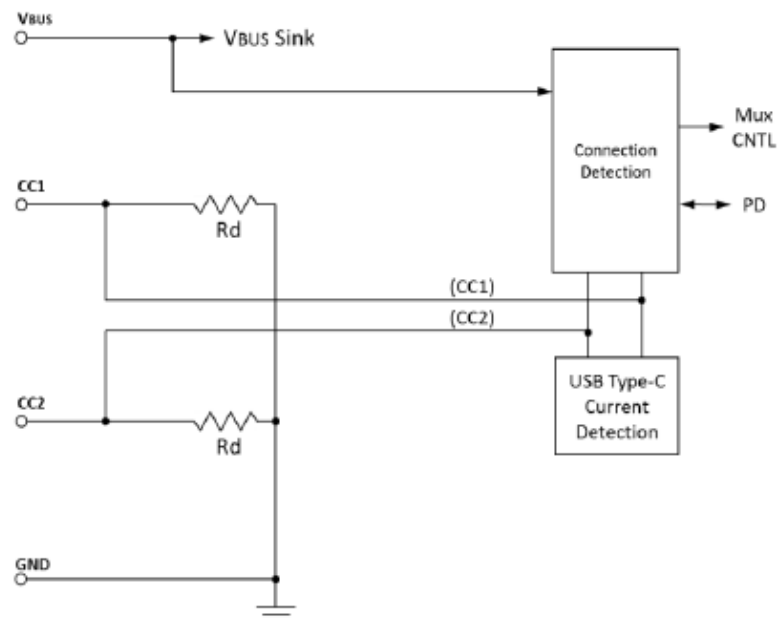 VBUS
VBUS Sink
Mux
CNTL
Connection
Detection
CC1
Rd
PD
(CC1)
(CC2)
USB Type-C
Current
Detection
CC2
Rd
GND